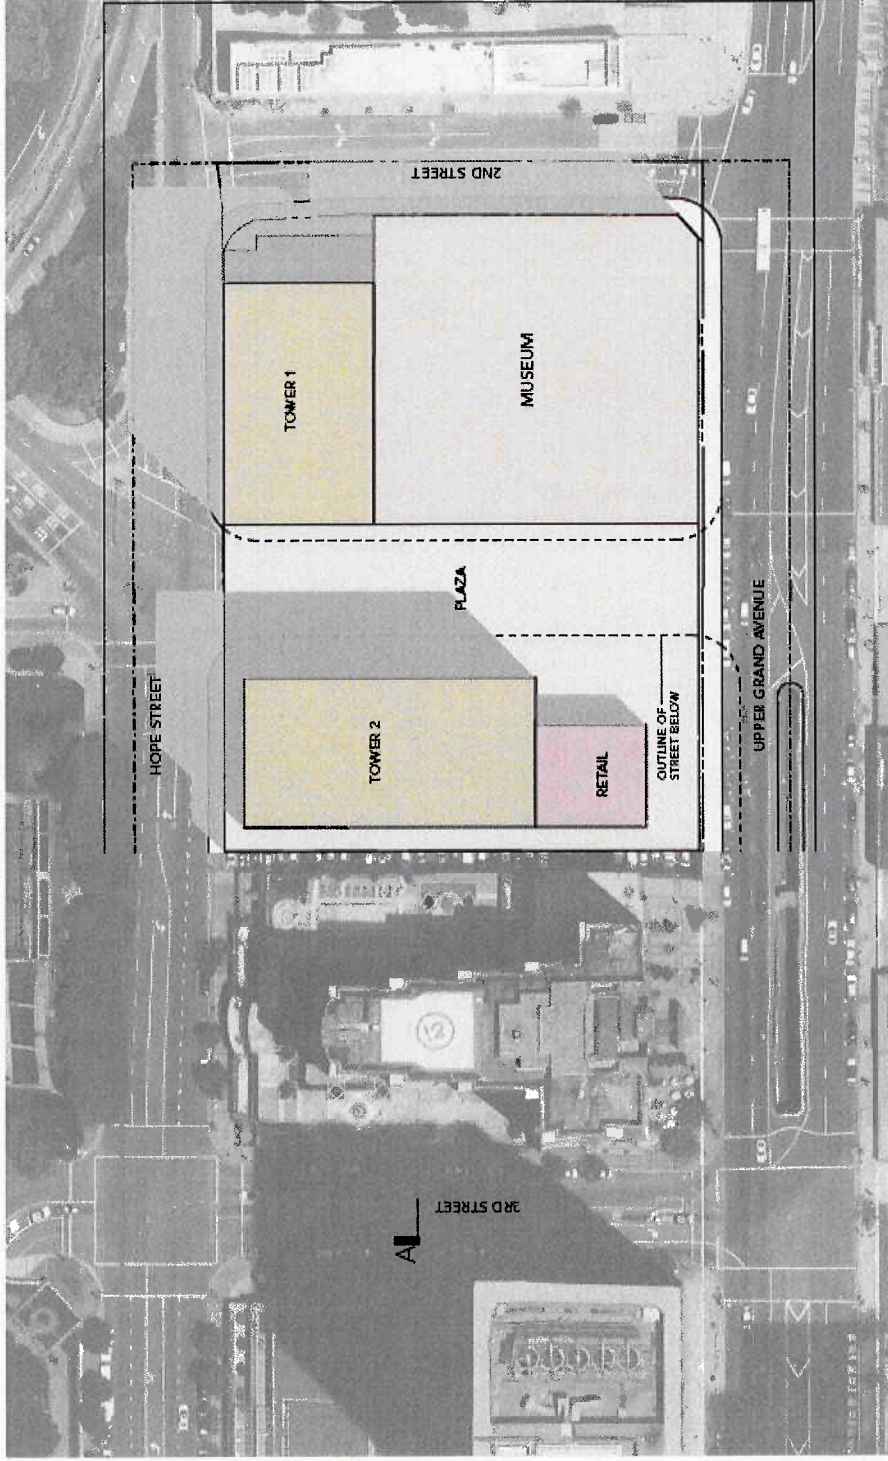 2ND STREET
TOWER 1
MUSEUM
PLAZA
HOPE STREET
TOWER 2
RETAIL
OUTLINE OF
STREET BELOW
UPPER GRAND AVENUE
12
3RD STREET
A